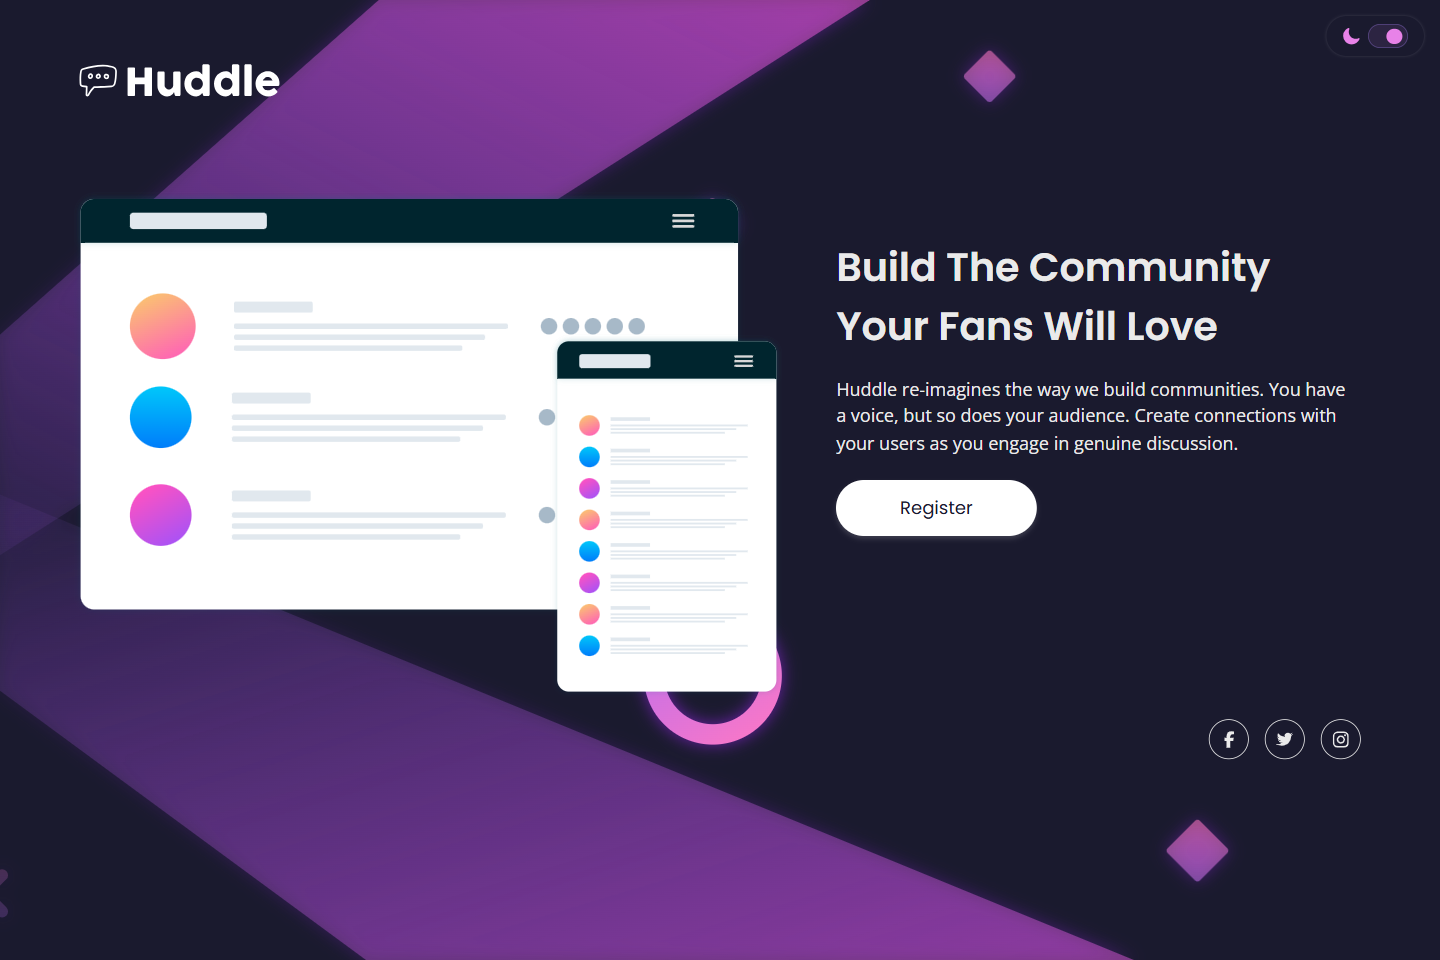 Huddle
Build The Community
Your Fans Will Love
Huddle re-imagines the way we build communities. You have
a voice, but so does your audience. Create connections with
your users as you engage in genuine discussion.
Register